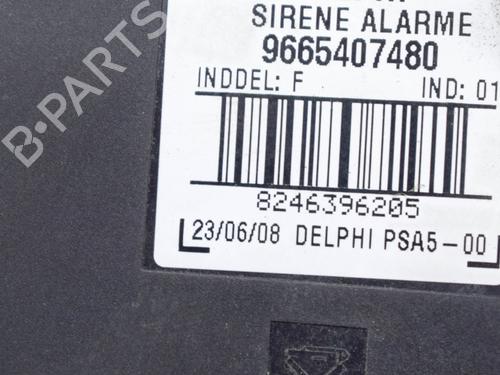 SIRENE ALARME
9665407480
INDDEL: F IND: 01
8246396205
23/06/08 DELPHI PSA5-00
B-PARTS